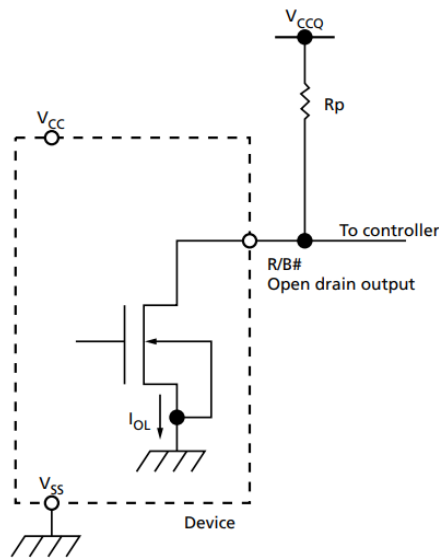 VCCQ
Rp
VCC
To controller
R/B#
Open drain output
IOL
VSS
Device